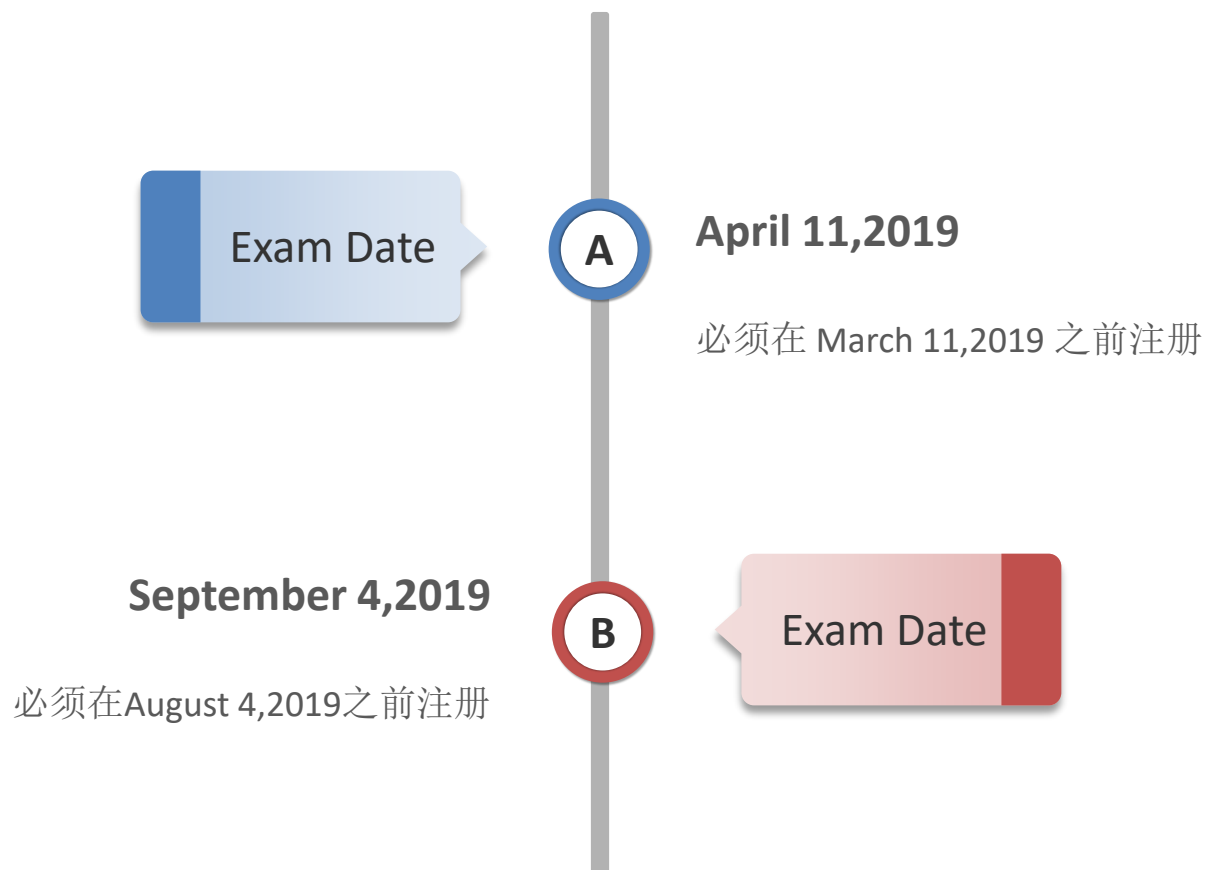 Exam Date
A
April 11,2019
必须在 March 11,2019 之前注册
September 4,2019
B
Exam Date
必须在August 4,2019之前注册